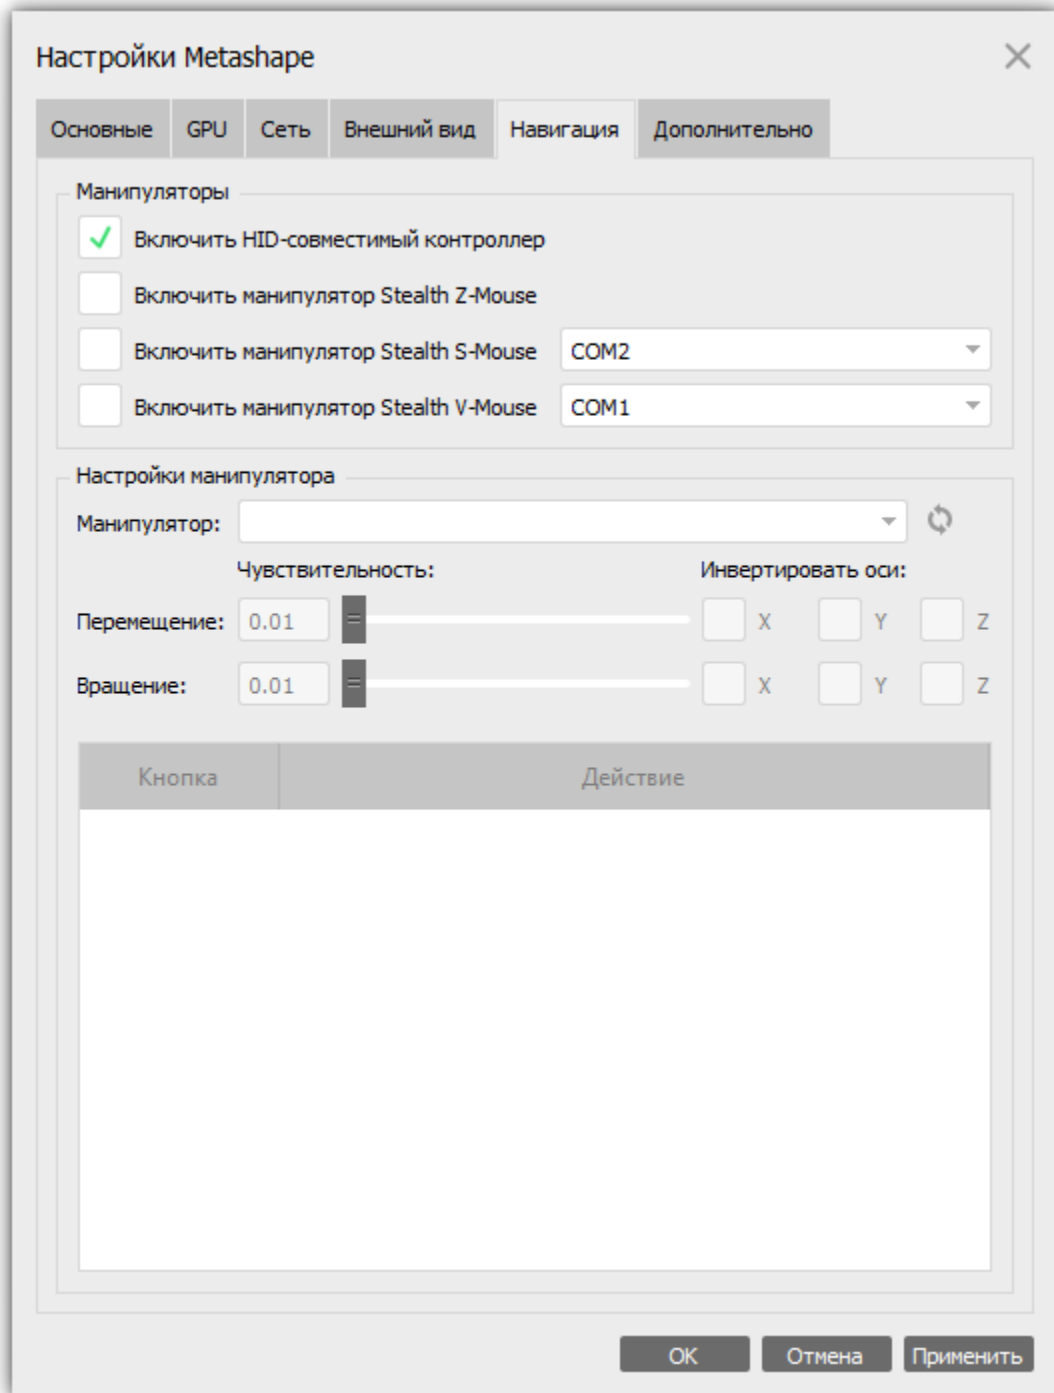 Настройки Metashape
Основные GPU Сеть Внешний вид Навигация Дополнительно
Манипуляторы
Включить HID-совместимый контроллер
Включить манипулятор Stealth Z-Mouse
Включить манипулятор Stealth S-Mouse COM2
Включить манипулятор Stealth V-Mouse COM1
Настройки манипулятора
Манипулятор:
Чувствительность: Инвертировать оси:
Перемещение: 0.01 X Y Z
Вращение: 0.01 X Y Z
Кнопка Действие
OK Отмена Применить